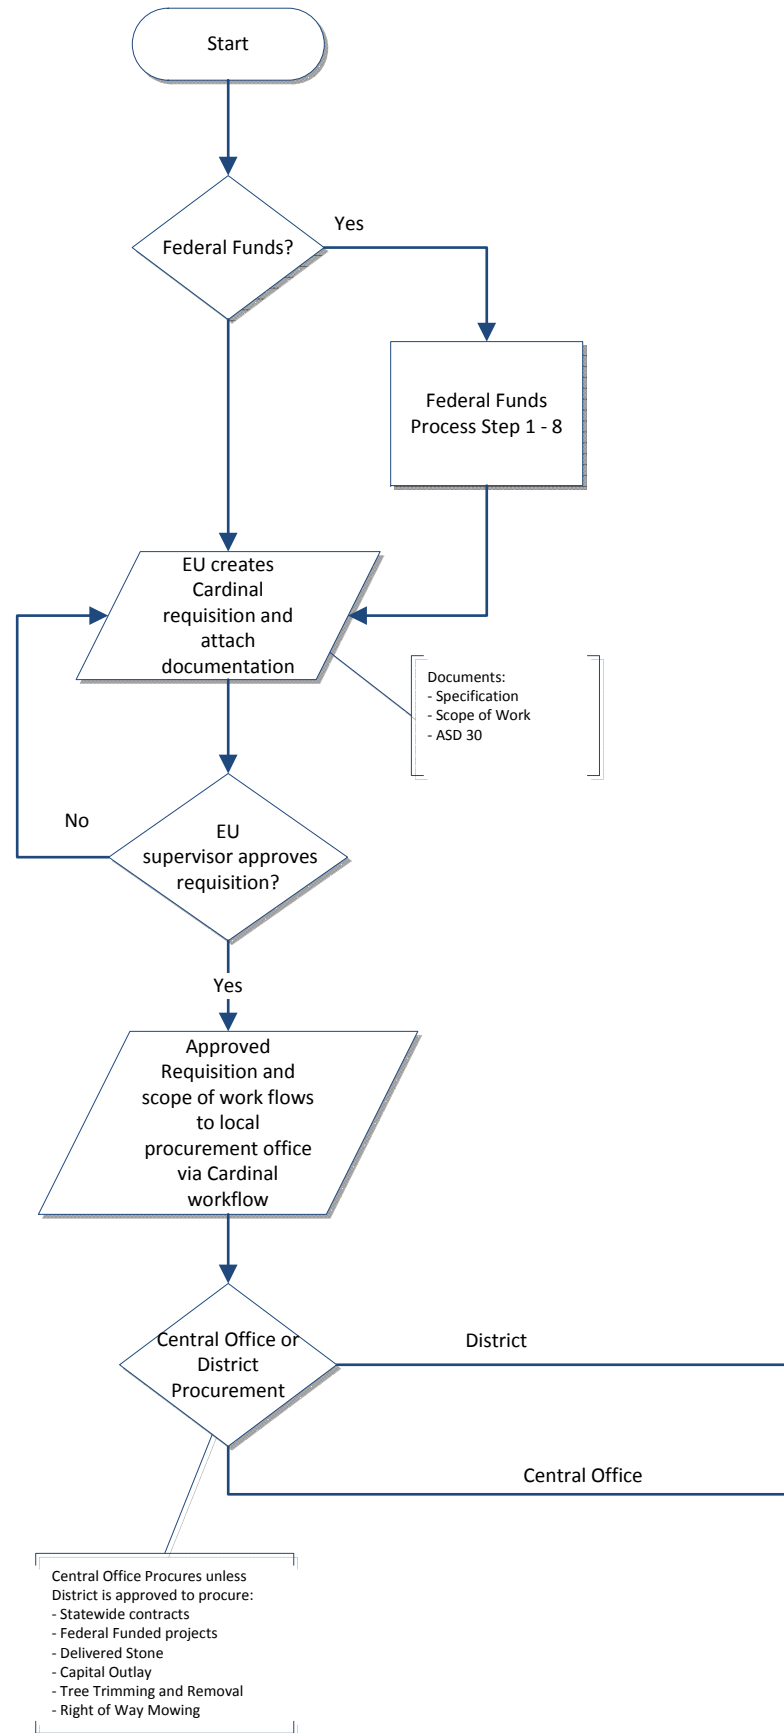 Start
Federal Funds?
Yes
Federal Funds
Process Step 1 - 8
EU creates
Cardinal
requisition and
attach
documentation
Documents:
- Specification
- Scope of Work
- ASD 30
No
EU
supervisor approves
requisition?
Yes
Approved
Requisition and
scope of work flows
to local
procurement office
via Cardinal
workflow
Central Office or
District
Procurement
District
Central Office
Central Office Procures unless
District is approved to procure:
- Statewide contracts
- Federal Funded projects
- Delivered Stone
- Capital Outlay
- Tree Trimming and Removal
- Right of Way Mowing